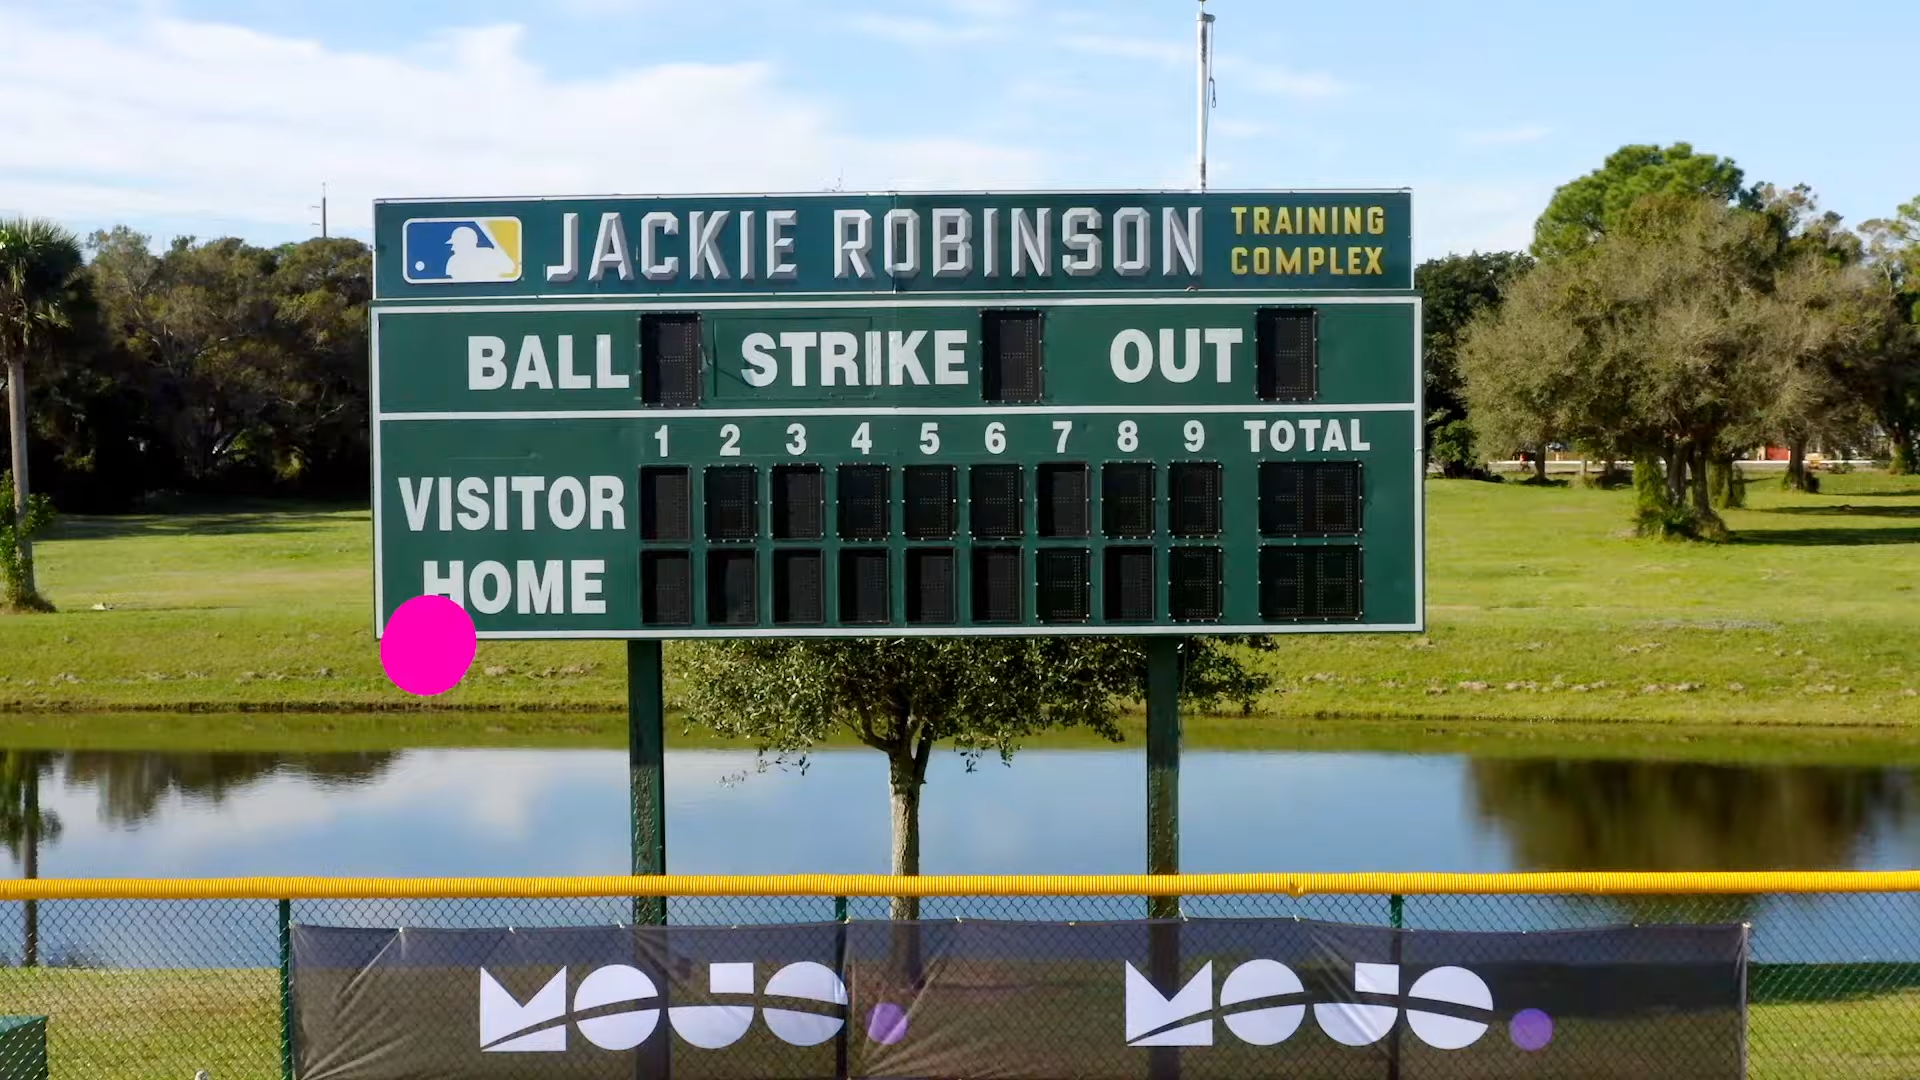 JACKIE ROBINSON TRAINING COMPLEX
BALL STRIKE OUT
1 2 3 4 5 6 7 8 9 TOTAL
VISITOR
HOME
MOJO. MOJO.